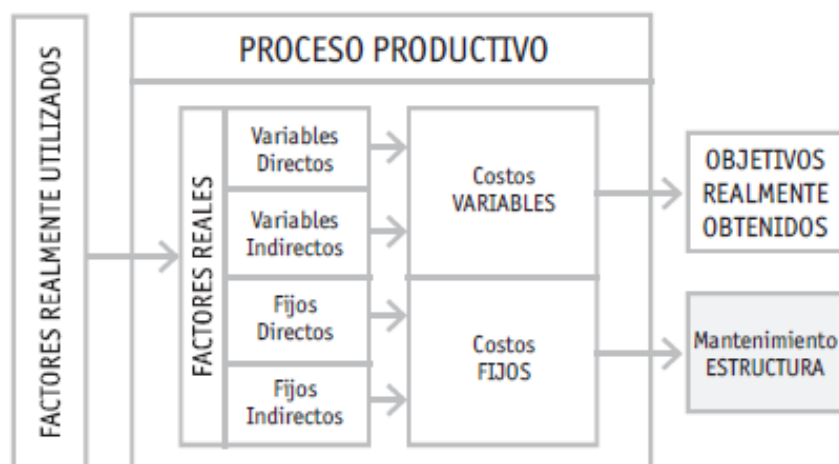 FACTORES REALMENTE UTILIZADOS
PROCESO PRODUCTIVO
FACTORES REALES
Variables
Directos
Variables
Indirectos
Fijos
Directos
Fijos
Indirectos
Costos
VARIABLES
Costos
FIJOS
OBJETIVOS
REALMENTE
OBTENIDOS
Mantenimiento
ESTRUCTURA